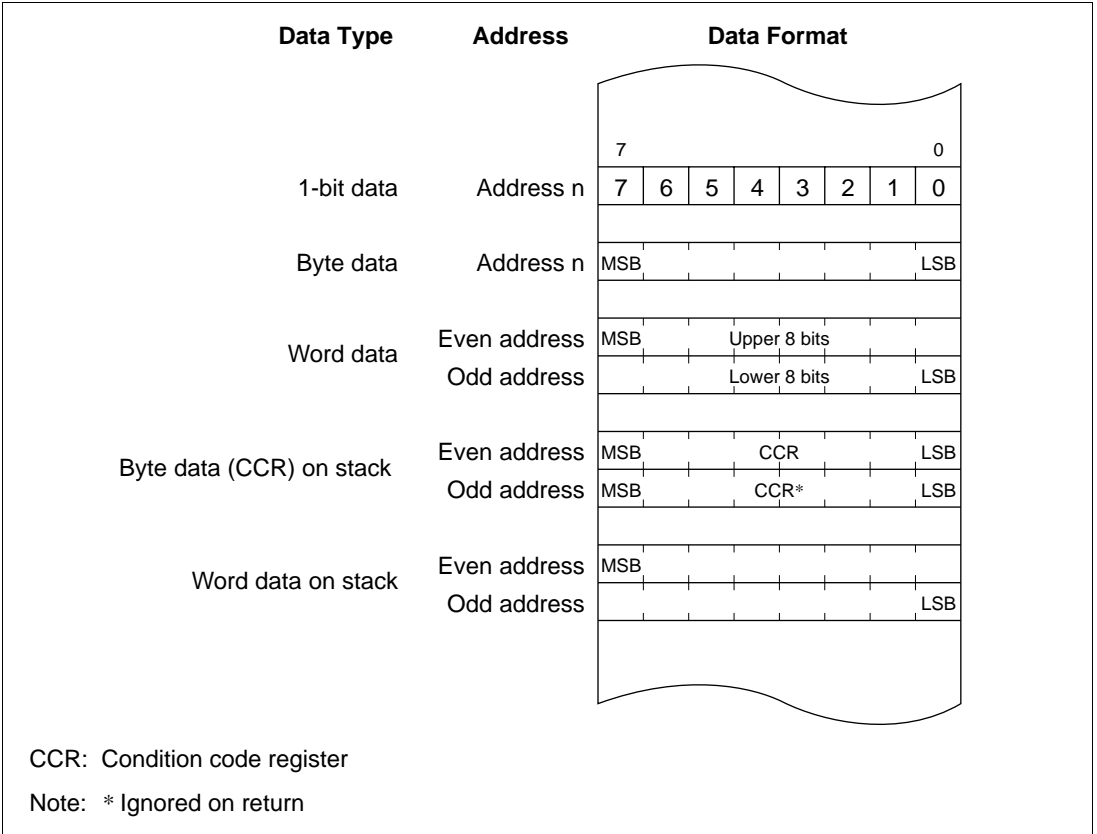 Data Type Address Data Format
7 0
1-bit data Address n 7 6 5 4 3 2 1 0
Byte data Address n MSB LSB
Word data
Even address MSB Upper 8 bits
Odd address Lower 8 bits LSB
Byte data (CCR) on stack
Even address MSB CCR LSB
Odd address MSB CCR* LSB
Word data on stack
Even address MSB
Odd address LSB
CCR: Condition code register
Note: * Ignored on return